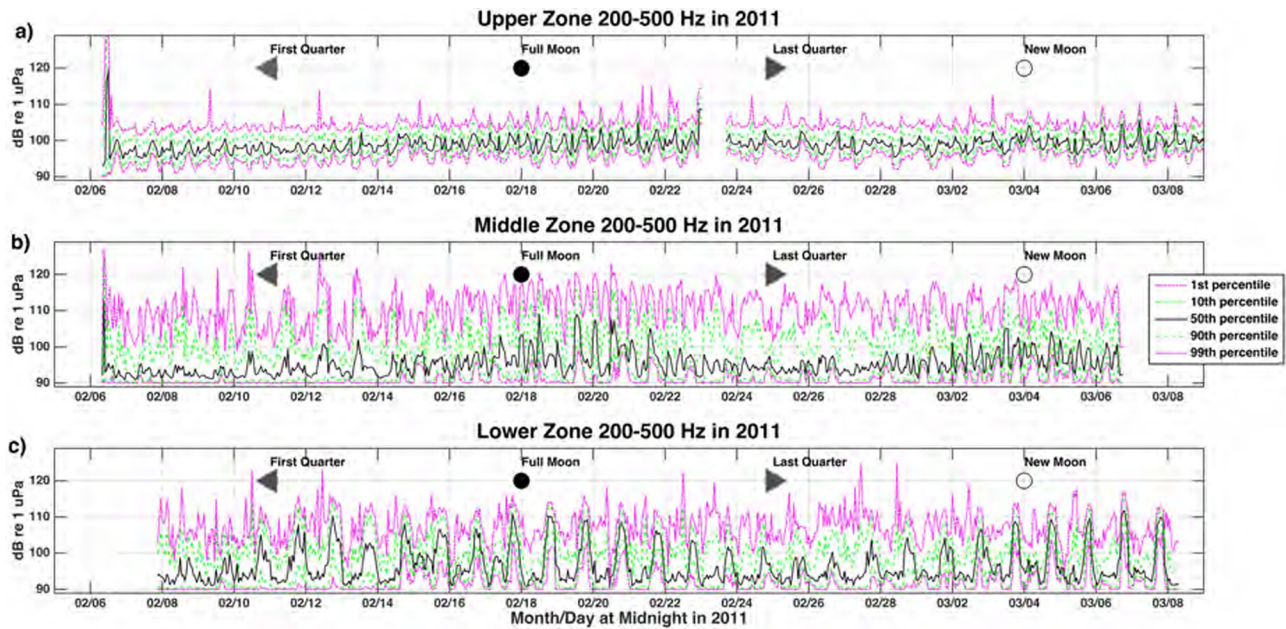 Upper Zone 200-500 Hz in 2011
a)
First Quarter Full Moon Last Quarter New Moon
120
110
100
90
dB re 1 uPa
02/06 02/08 02/10 02/12 02/14 02/16 02/18 02/20 02/22 02/24 02/26 02/28 03/02 03/04 03/06 03/08
Middle Zone 200-500 Hz in 2011
b)
First Quarter Full Moon Last Quarter New Moon
120
110
100
90
dB re 1 uPa
02/06 02/08 02/10 02/12 02/14 02/16 02/18 02/20 02/22 02/24 02/26 02/28 03/02 03/04 03/06 03/08
1st percentile
10th percentile
50th percentile
90th percentile
99th percentile
Lower Zone 200-500 Hz in 2011
c)
First Quarter Full Moon Last Quarter New Moon
120
110
100
90
dB re 1 uPa
02/06 02/08 02/10 02/12 02/14 02/16 02/18 02/20 02/22 02/24 02/26 02/28 03/02 03/04 03/06 03/08
Month/Day at Midnight in 2011